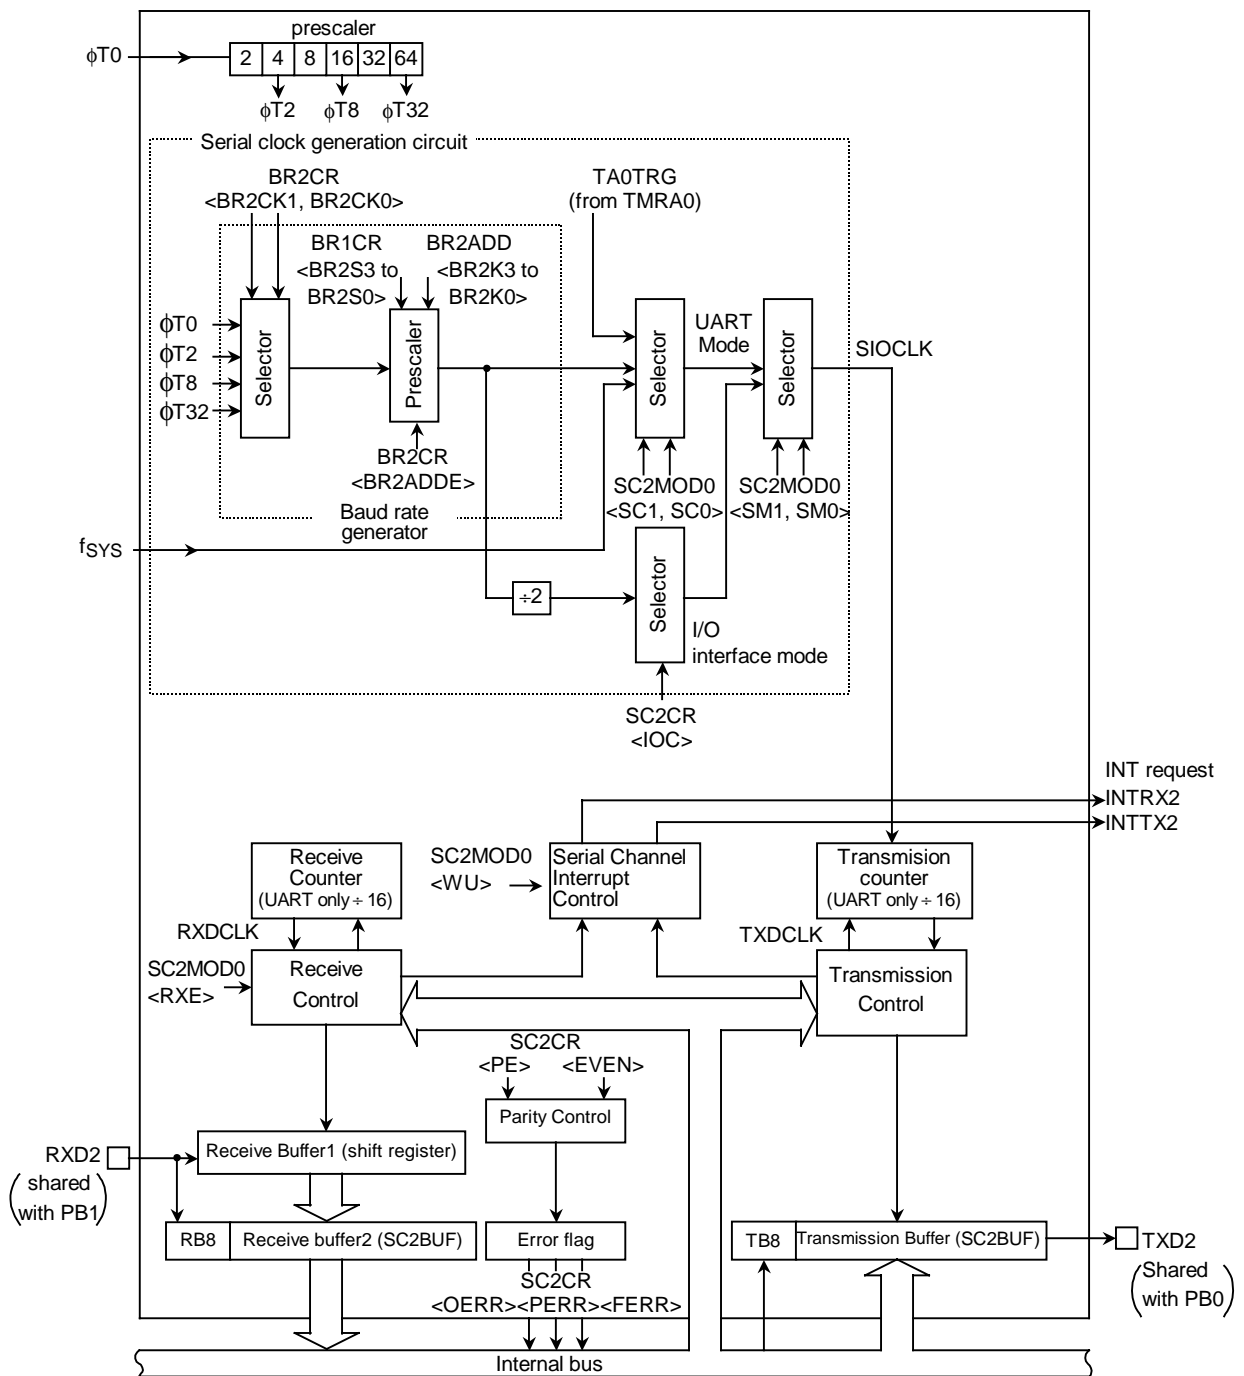 prescaler
ϕT0
2 4 8 16 32 64
ϕT2 ϕT8 ϕT32
Serial clock generation circuit
BR2CR
<BR2CK1, BR2CK0>
TA0TRG
(from TMRA0)
BR1CR
<BR2S3 to
BR2S0>
BR2ADD
<BR2K3 to
BR2K0>
ϕT0
ϕT2
ϕT8
ϕT32
Selector
Prescaler
Selector
UART
Mode
Selector
SIOCLK
BR2CR
<BR2ADDE>
SC2MOD0
<SC1, SC0>
SC2MOD0
<SM1, SM0>
Baud rate
generator
fSYS
÷2
Selector
I/O
interface mode
SC2CR
<IOC>
INT request
INTRX2
INTTX2
Receive
Counter
(UART only ÷ 16)
SC2MOD0
<WU>
Serial Channel
Interrupt
Control
Transmision
counter
(UART only ÷ 16)
RXDCLK
TXDCLK
SC2MOD0
<RXE>
Receive
Control
Transmission
Control
SC2CR
<PE> <EVEN>
Parity Control
RXD2
(shared
with PB1)
Receive Buffer1 (shift register)
RB8 Receive buffer2 (SC2BUF)
Error flag
TB8 Transmission Buffer (SC2BUF)
TXD2
(Shared
with PB0)
SC2CR
<OERR><PERR><FERR>
Internal bus